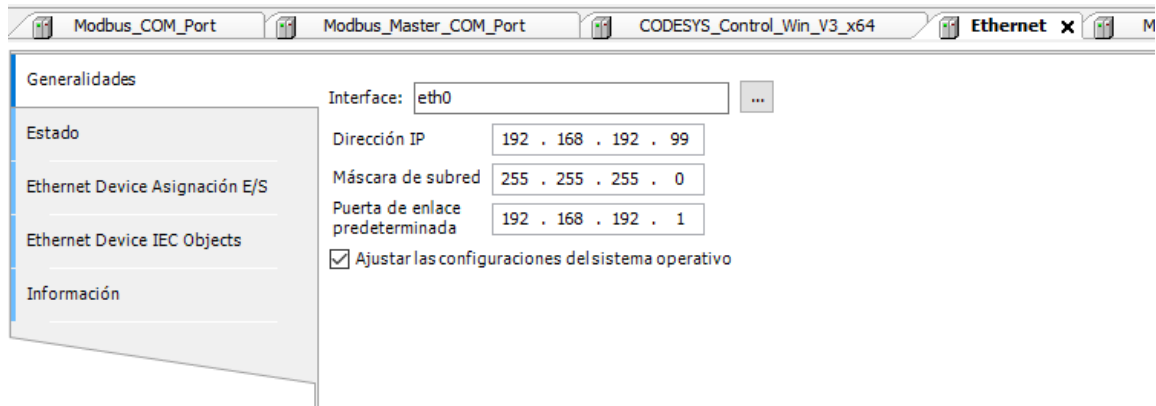 Modbus_COM_Port Modbus_Master_COM_Port CODESYS_Control_Win_V3_x64 Ethernet x M
Generalidades
Interface: eth0 ...
Estado
Dirección IP 192 . 168 . 192 . 99
Ethernet Device Asignación E/S
Máscara de subred 255 . 255 . 255 . 0
Puerta de enlace
predeterminada 192 . 168 . 192 . 1
Ethernet Device IEC Objects
Ajustar las configuraciones del sistema operativo
Información